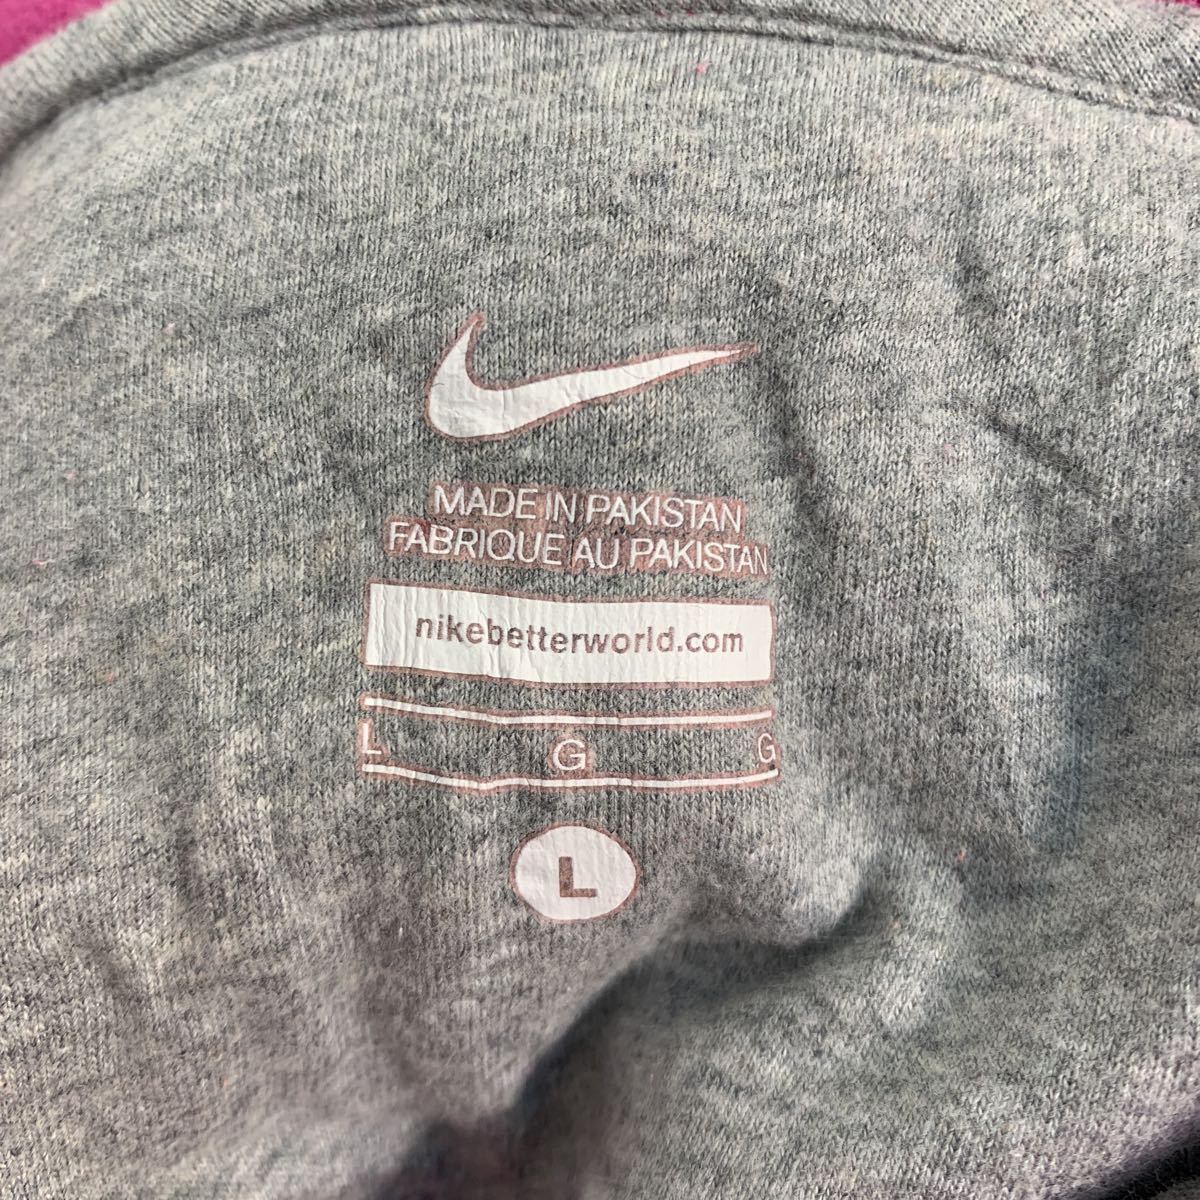 MADE IN PAKISTAN
FABRIQUE AU PAKISTAN
nikebetterworld.com
L G G
L